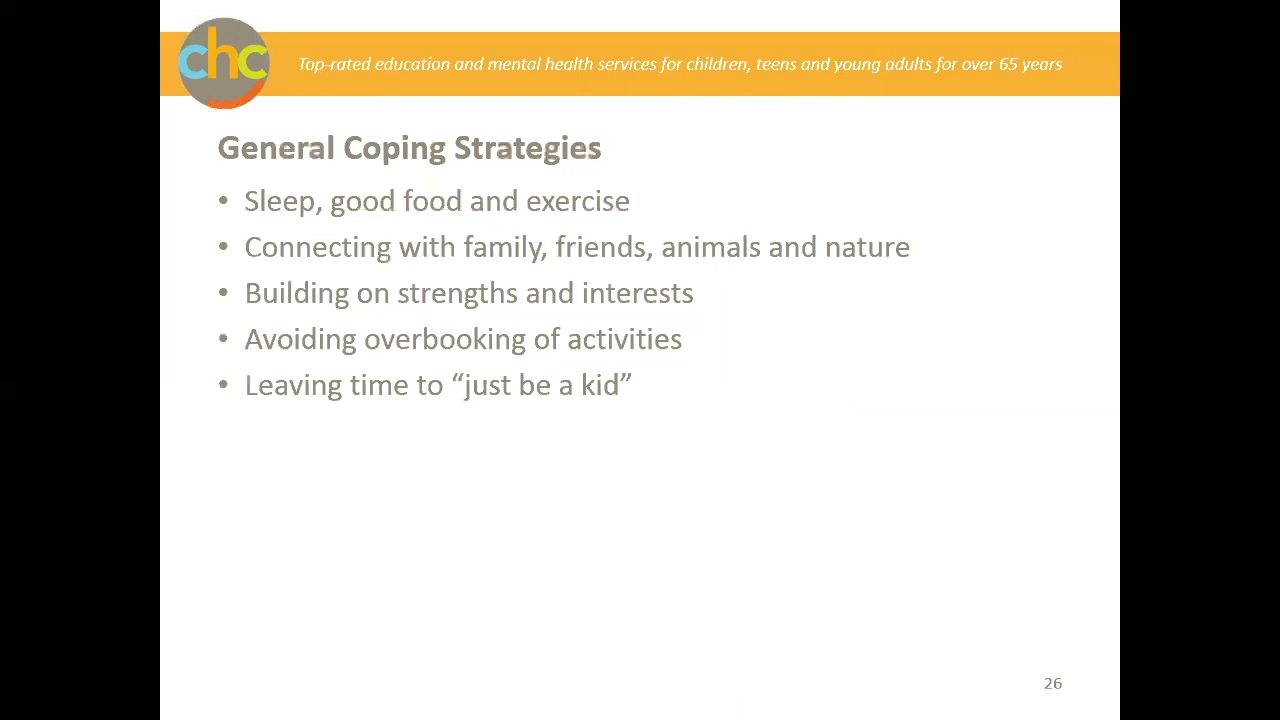 chc
Top-rated education and mental health services for children, teens and young adults for over 65 years
General Coping Strategies
• Sleep, good food and exercise
• Connecting with family, friends, animals and nature
• Building on strengths and interests
• Avoiding overbooking of activities
• Leaving time to “just be a kid”
26